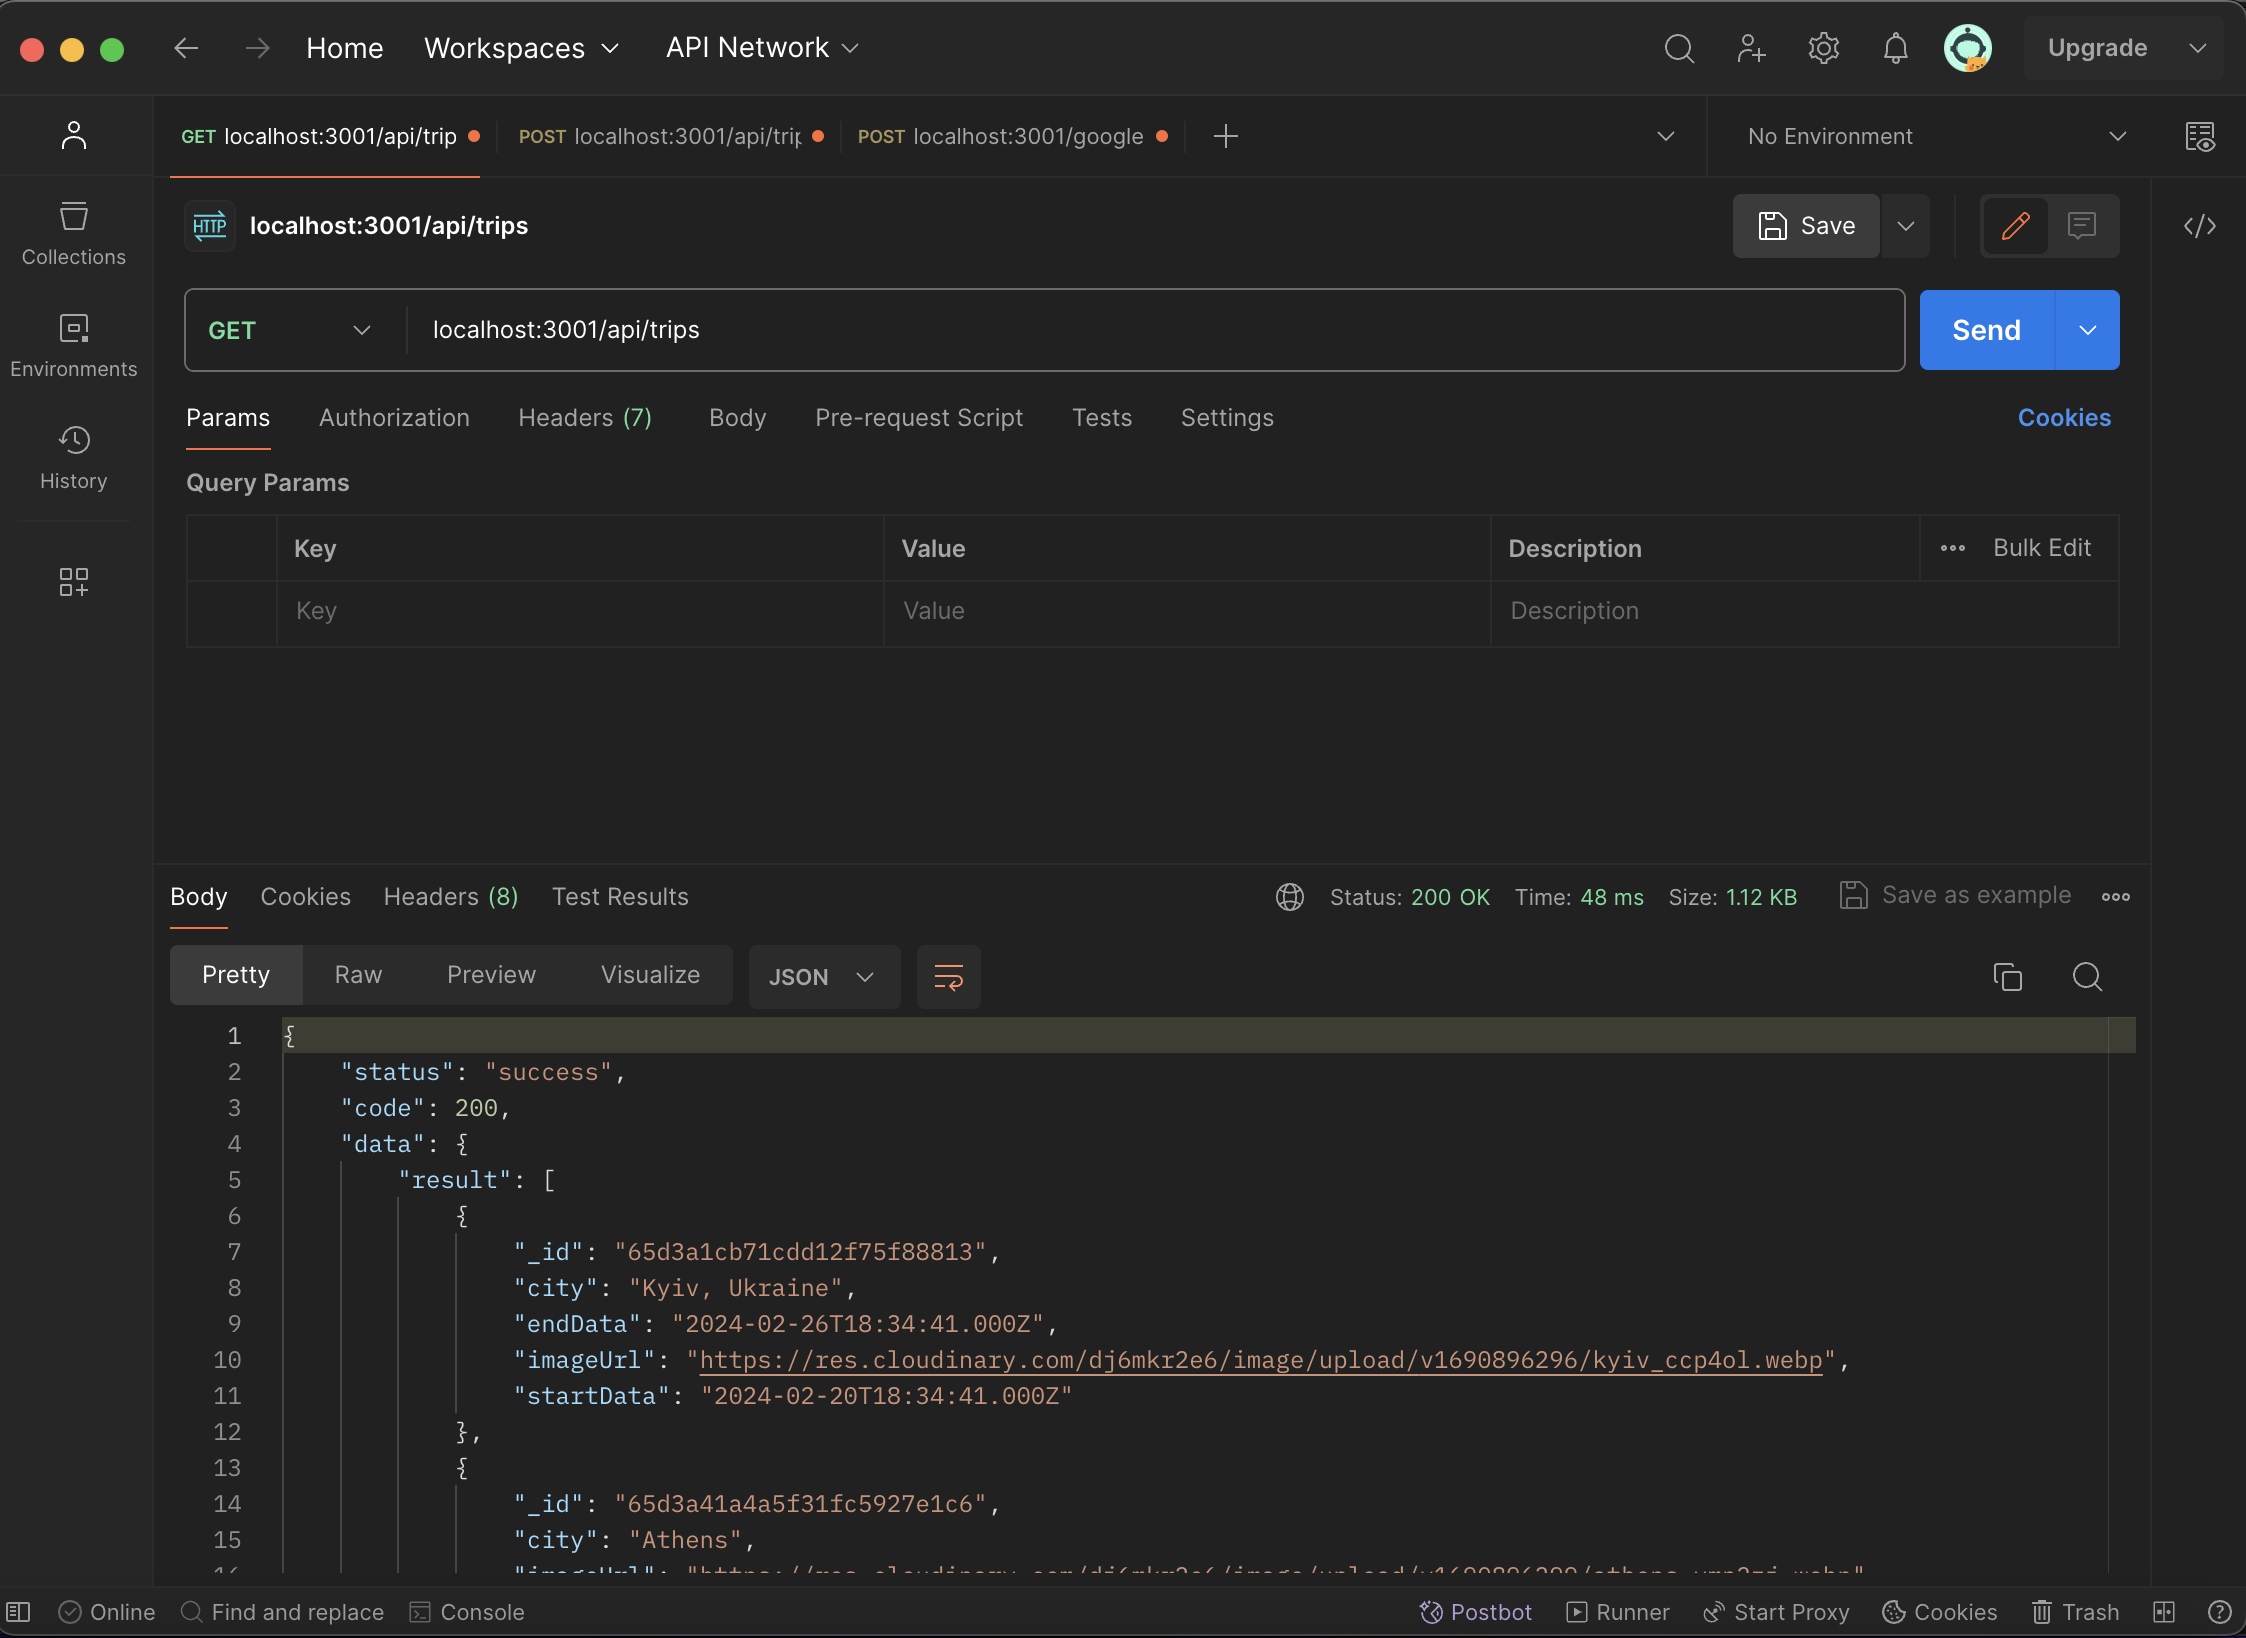 Home Workspaces API Network Upgrade
GET localhost:3001/api/trip POST localhost:3001/api/trip POST localhost:3001/google No Environment
HTTP localhost:3001/api/trips Save
Collections
GET localhost:3001/api/trips Send
Environments
Params Authorization Headers (7) Body Pre-request Script Tests Settings Cookies
History
Query Params
Key Value Description Bulk Edit
Key Value Description
Body Cookies Headers (8) Test Results Status: 200 OK Time: 48 ms Size: 1.12 KB Save as example
Pretty Raw Preview Visualize JSON
1 {
2 "status": "success",
3 "code": 200,
4 "data": {
5 "result": [
6 {
7 "_id": "65d3a1cb71cdd12f75f88813",
8 "city": "Kyiv, Ukraine",
9 "endData": "2024-02-26T18:34:41.000Z",
10 "imageUrl": "https://res.cloudinary.com/dj6mkr2e6/image/upload/v1690896296/kyiv_ccp4ol.webp",
11 "startData": "2024-02-20T18:34:41.000Z"
12 },
13 {
14 "_id": "65d3a41a4a5f31fc5927e1c6",
15 "city": "Athens",
16 "imageUrl":
Online Find and replace Console Postbot Runner Start Proxy Cookies Trash